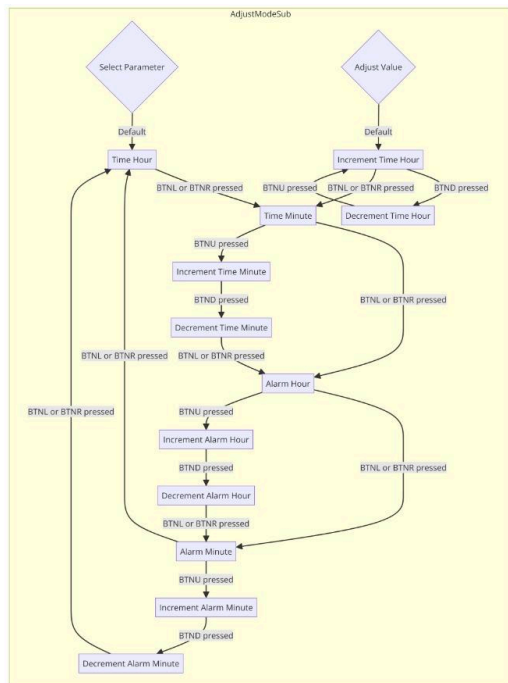 AdjustModeSub
Select Parameter
Adjust Value
Default
Default
Time Hour
Increment Time Hour
BTNL or BTNR pressed
BTNU pressed
BTNL or BTNR pressed
BTND pressed
Time Minute
Decrement Time Hour
BTNU pressed
Increment Time Minute
BTND pressed
BTNL or BTNR pressed
Decrement Time Minute
BTNL or BTNR pressed
BTNL or BTNR pressed
Alarm Hour
BTNL or BTNR pressed
BTNU pressed
Increment Alarm Hour
BTND pressed
BTNL or BTNR pressed
Decrement Alarm Hour
BTNL or BTNR pressed
Alarm Minute
BTNU pressed
Increment Alarm Minute
BTND pressed
Decrement Alarm Minute